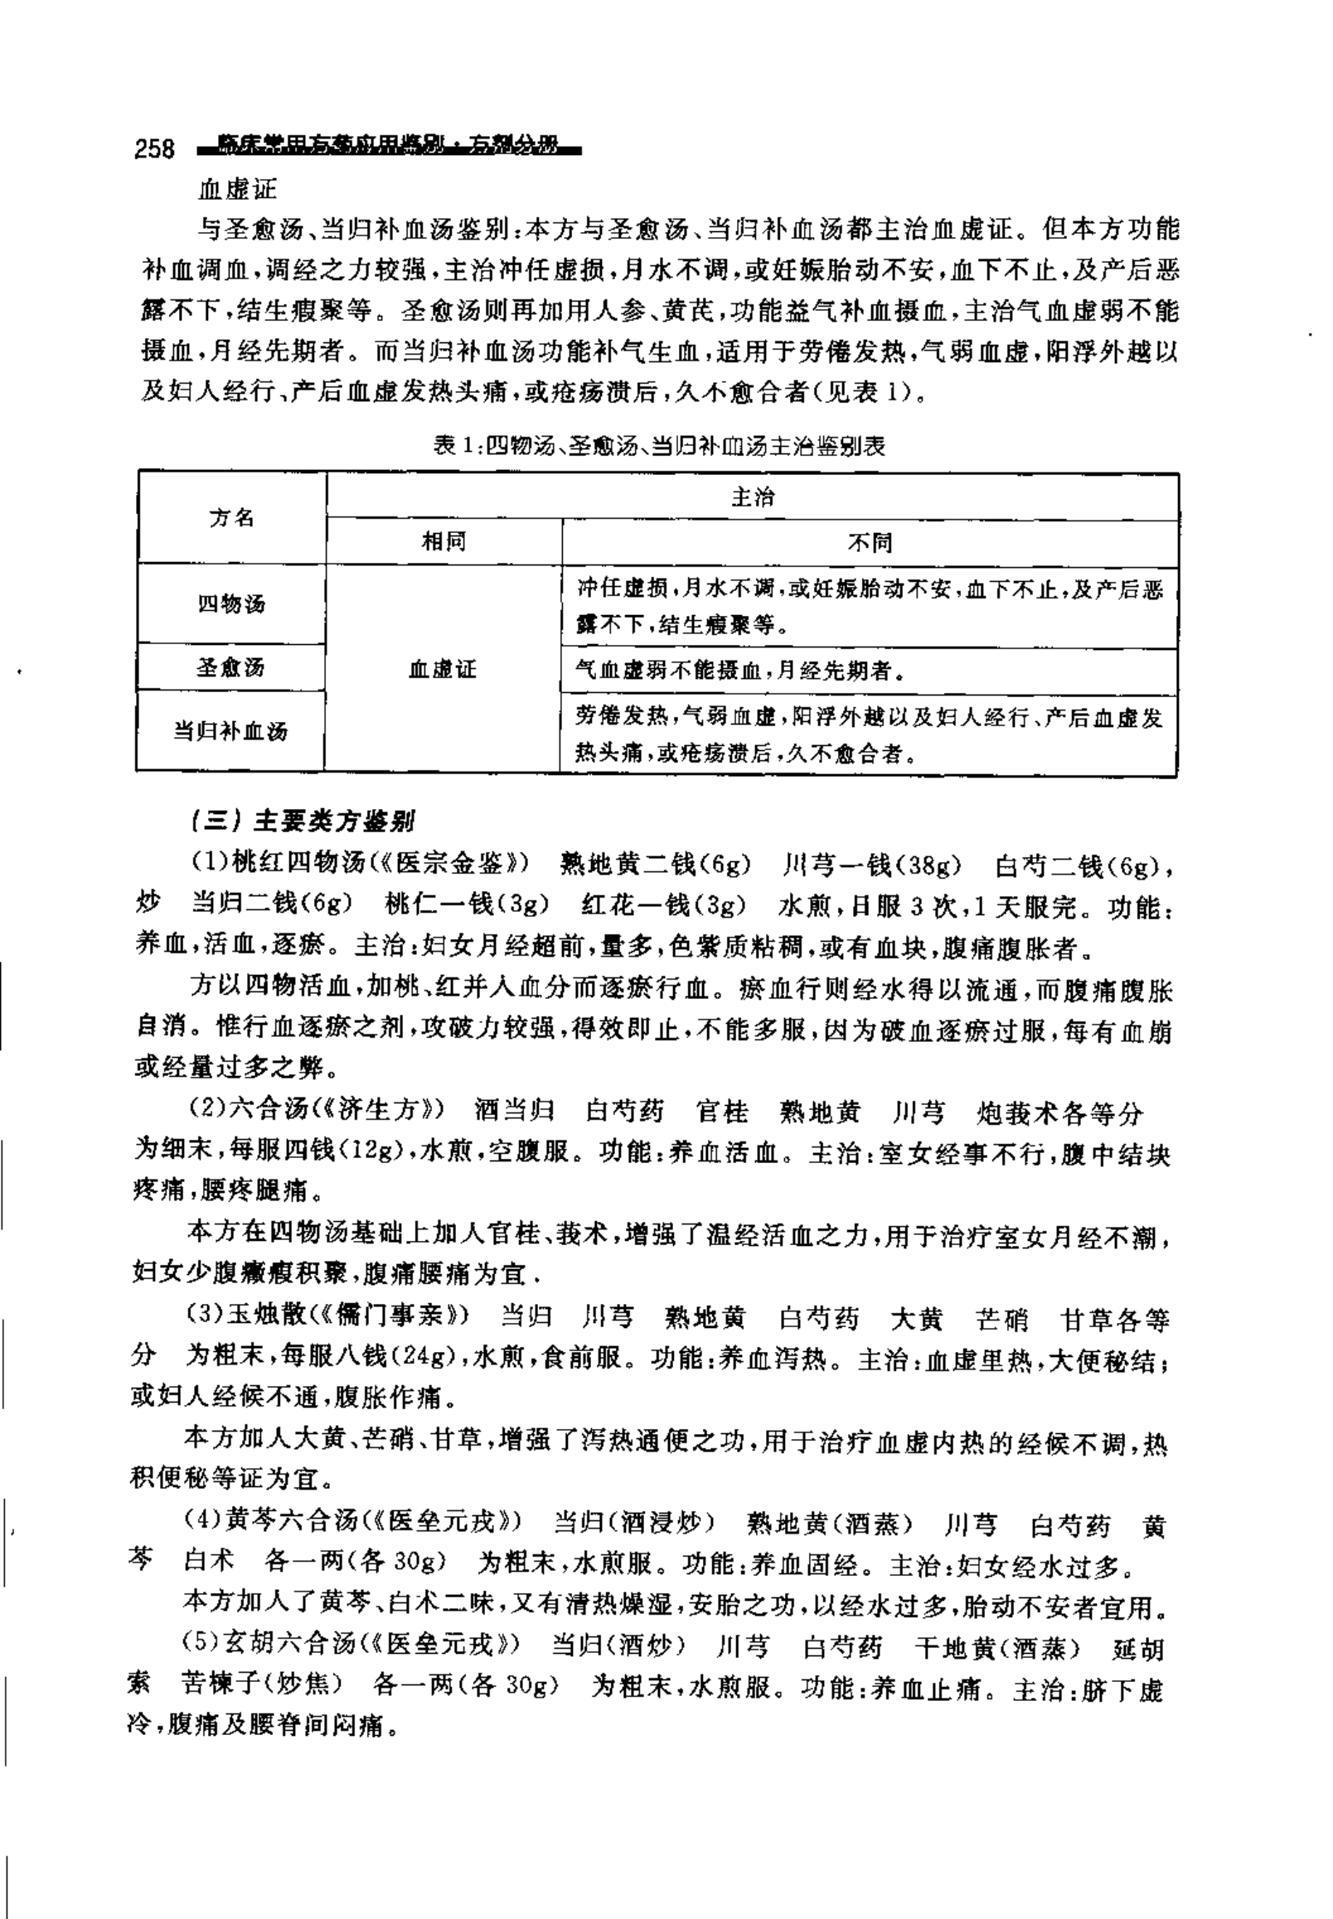 258 临床常用方药应用鉴别·方剂分册
血虚证
与圣愈汤、当归补血汤鉴别:本方与圣愈汤、当归补血汤都主治血虚证。但本方功能
补血调血,调经之力较强,主治冲任虚损,月水不调,或妊娠胎动不安,血下不止,及产后恶
露不下,结生瘕聚等。圣愈汤则再加用人参、黄芪,功能益气补血摄血,主治气血虚弱不能
摄血,月经先期者。而当归补血汤功能补气生血,适用于劳倦发热,气弱血虚,阳浮外越以
及妇人经行、产后血虚发热头痛,或疮疡溃后,久不愈合者(见表1)。
表1:四物汤、圣愈汤、当归补血汤主治鉴别表
方名
主治
相同
不同
四物汤
血虚证
冲任虚损,月水不调,或妊娠胎动不安,血下不止,及产后恶
露不下,结生瘕聚等。
圣愈汤
气血虚弱不能摄血,月经先期者。
当归补血汤
劳倦发热,气弱血虚,阳浮外越以及妇人经行、产后血虚发
热头痛,或疮疡溃后,久不愈合者。
(三)主要类方鉴别
(1)桃红四物汤(《医宗金鉴》) 熟地黄二钱(6g) 川芎一钱(38g) 白芍二钱(6g),
炒 当归二钱(6g) 桃仁一钱(3g) 红花一钱(3g) 水煎,日服3次,1天服完。功能:
养血,活血,逐瘀。主治:妇女月经超前,量多,色紫质粘稠,或有血块,腹痛腹胀者。
方以四物活血,加桃、红并入血分而逐瘀行血。瘀血行则经水得以流通,而腹痛腹胀
自消。惟行血逐瘀之剂,攻破力较强,得效即止,不能多服,因为破血逐瘀过服,每有血崩
或经量过多之弊。
(2)六合汤(《济生方》) 酒当归 白芍药 官桂 熟地黄 川芎 炮莪术各等分
为细末,每服四钱(12g),水煎,空腹服。功能:养血活血。主治:室女经事不行,腹中结块
疼痛,腰疼腿痛。
本方在四物汤基础上加入官桂、莪术,增强了温经活血之力,用于治疗室女月经不潮,
妇女少腹癥瘕积聚,腹痛腰痛为宜.
(3)玉烛散(《儒门事亲》) 当归 川芎 熟地黄 白芍药 大黄 芒硝 甘草各等
分 为粗末,每服八钱(24g),水煎,食前服。功能:养血泻热。主治:血虚里热,大便秘结;
或妇人经候不通,腹胀作痛。
本方加入大黄、芒硝、甘草,增强了泻热通便之功,用于治疗血虚内热的经候不调,热
积便秘等证为宜。
(4)黄芩六合汤(《医垒元戎》) 当归(酒浸炒) 熟地黄(酒蒸) 川芎 白芍药 黄
芩 白术 各一两(各30g) 为粗末,水煎服。功能:养血固经。主治:妇女经水过多。
本方加入了黄芩、白术二味,又有清热燥湿,安胎之功,以经水过多,胎动不安者宜用。
(5)玄胡六合汤(《医垒元戎》) 当归(酒炒) 川芎 白芍药 干地黄(酒蒸) 延胡
索 苦楝子(炒焦) 各一两(各30g) 为粗末,水煎服。功能:养血止痛。主治:脐下虚
冷,腹痛及腰脊间闷痛。